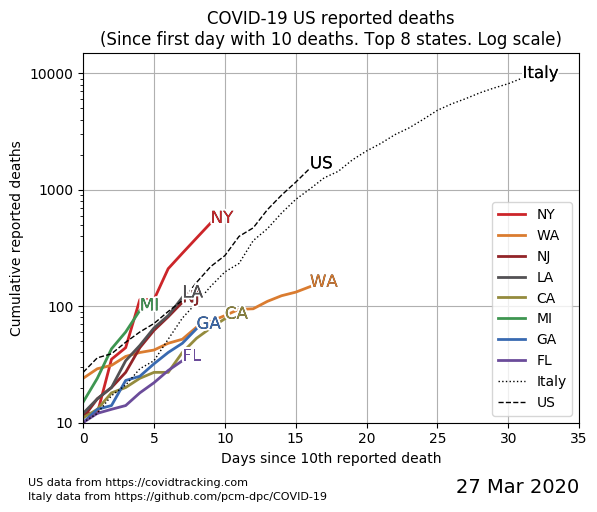 COVID-19 US reported deaths
(Since first day with 10 deaths. Top 8 states. Log scale)
Cumulative reported deaths
10000
1000
100
10
Italy
US
NY
WA
LA
NJ
MI
CA
GA
FL
NY
WA
NJ
LA
CA
MI
GA
FL
Italy
US
0 5 10 15 20 25 30 35
Days since 10th reported death
US data from https://covidtracking.com
Italy data from https://github.com/pcm-dpc/COVID-19
27 Mar 2020